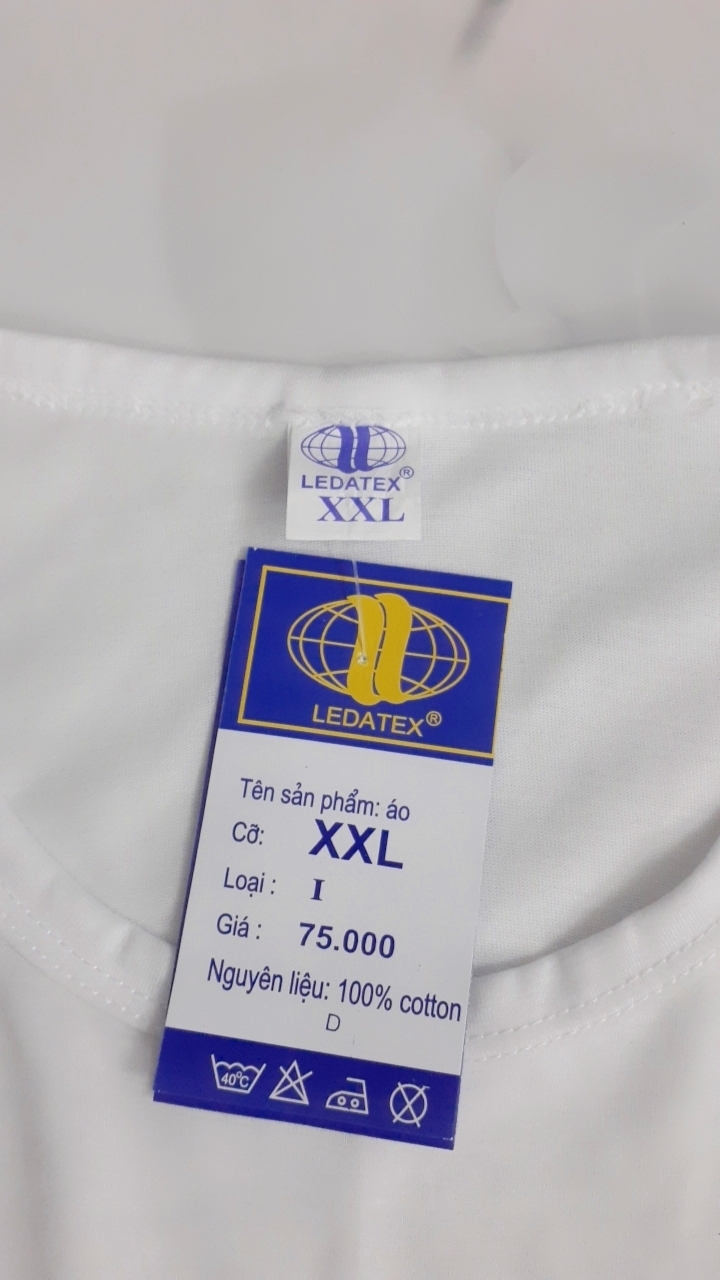 LEDATEX®
XXL
LEDATEX®
Tên sản phẩm: áo
Cỡ: XXL
Loại : I
Giá : 75.000
Nguyên liệu: 100% cotton
D
40°C